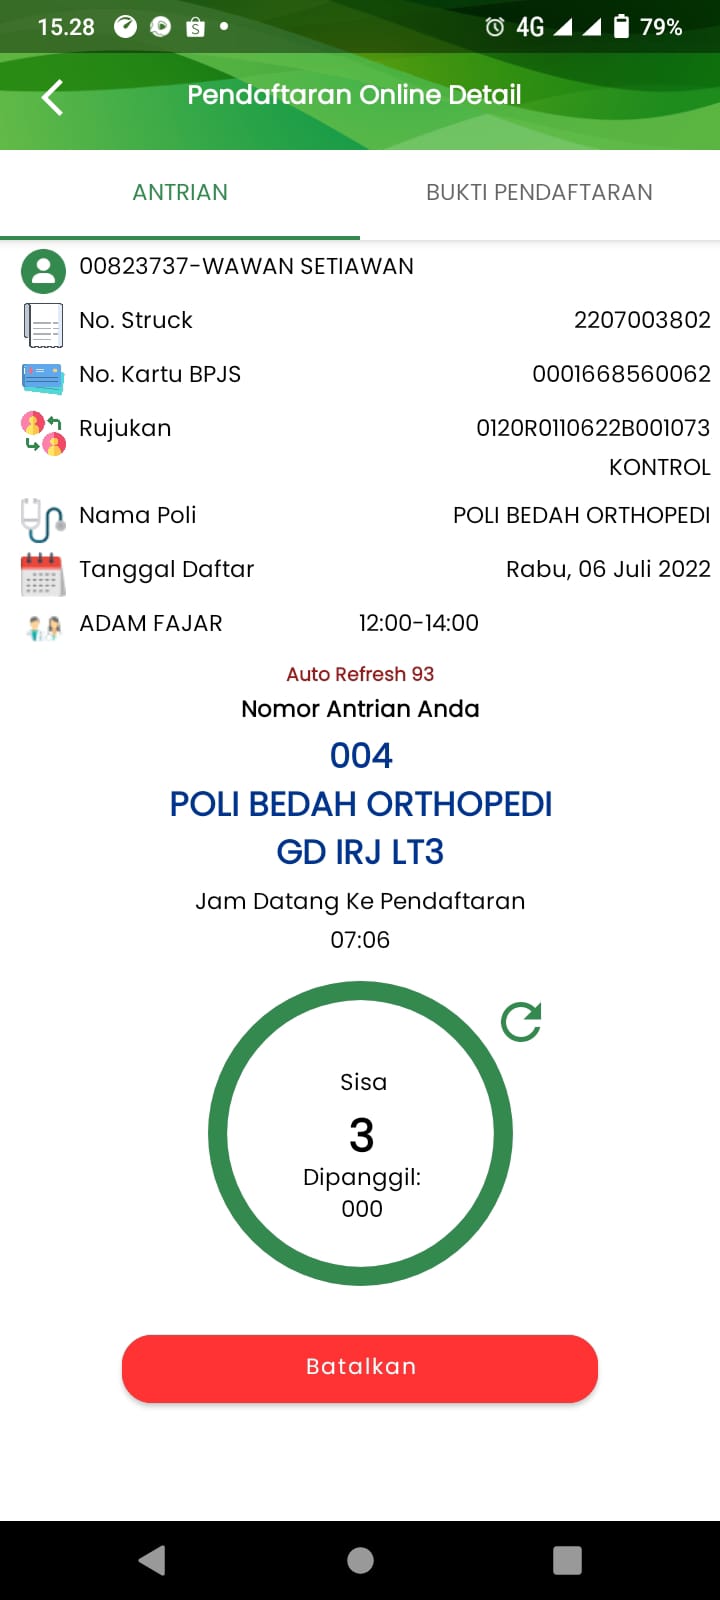 15.28
4G
79%
Pendaftaran Online Detail
ANTRIAN
BUKTI PENDAFTARAN
00823737-WAWAN SETIAWAN
No. Struck 2207003802
No. Kartu BPJS 0001668560062
Rujukan 0120R0110622B001073
KONTROL
Nama Poli POLI BEDAH ORTHOPEDI
Tanggal Daftar Rabu, 06 Juli 2022
ADAM FAJAR 12:00-14:00
Auto Refresh 93
Nomor Antrian Anda
004
POLI BEDAH ORTHOPEDI
GD IRJ LT3
Jam Datang Ke Pendaftaran
07:06
Sisa
3
Dipanggil:
000
Batalkan